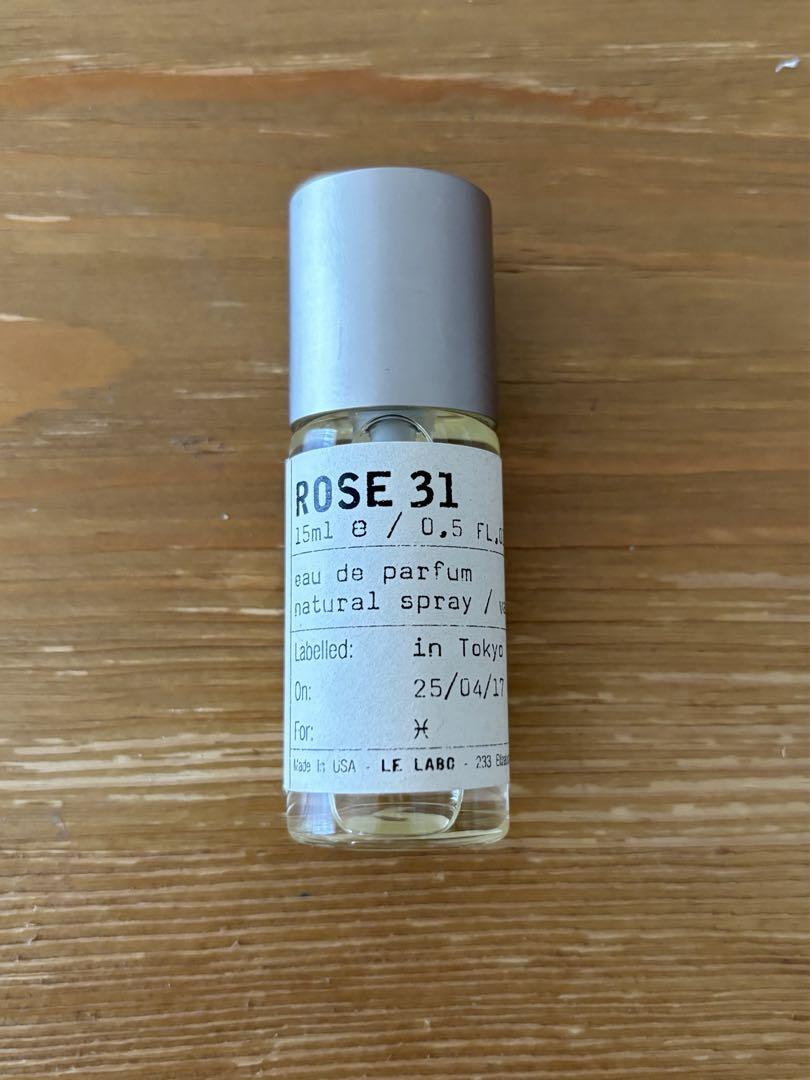 ROSE 31
15ml ℮ / 0.5 FL.
eau de parfum
natural spray /
Labelled: in Tokyo
On: 25/04/17
For: ♓
Made in USA - LE LABO - 233